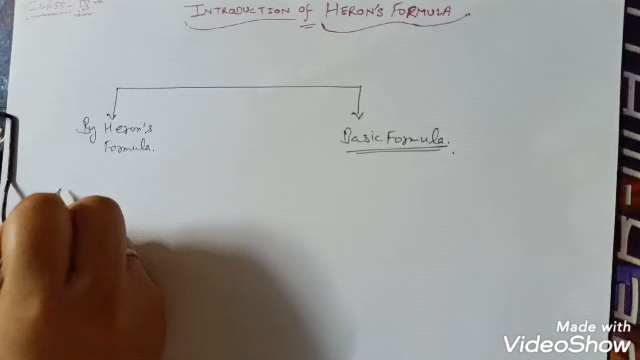 INTRODUCTION of HERON'S FORMULA
By Heron's
Formula.
Basic Formula.
Made with
VideoShow